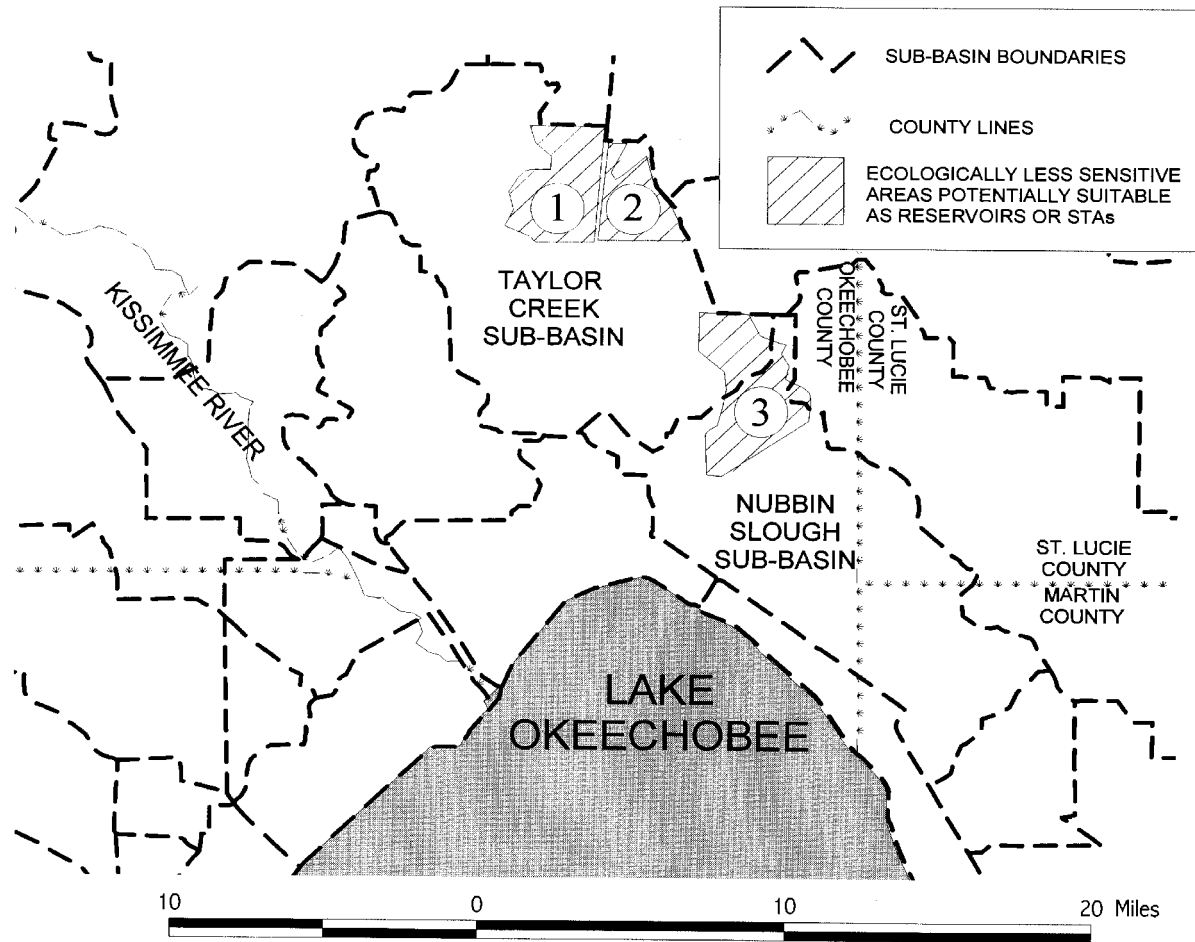 SUB-BASIN BOUNDARIES
COUNTY LINES
ECOLOGICALLY LESS SENSITIVE
AREAS POTENTIALLY SUITABLE
AS RESERVOIRS OR STAs
1
2
TAYLOR
CREEK
SUB-BASIN
KISSIMMEE RIVER
OKEECHOBEE
COUNTY
ST. LUCIE
COUNTY
3
NUBBIN
SLOUGH
SUB-BASIN
ST. LUCIE
COUNTY
MARTIN
COUNTY
LAKE
OKEECHOBEE
10 0 10 20 Miles